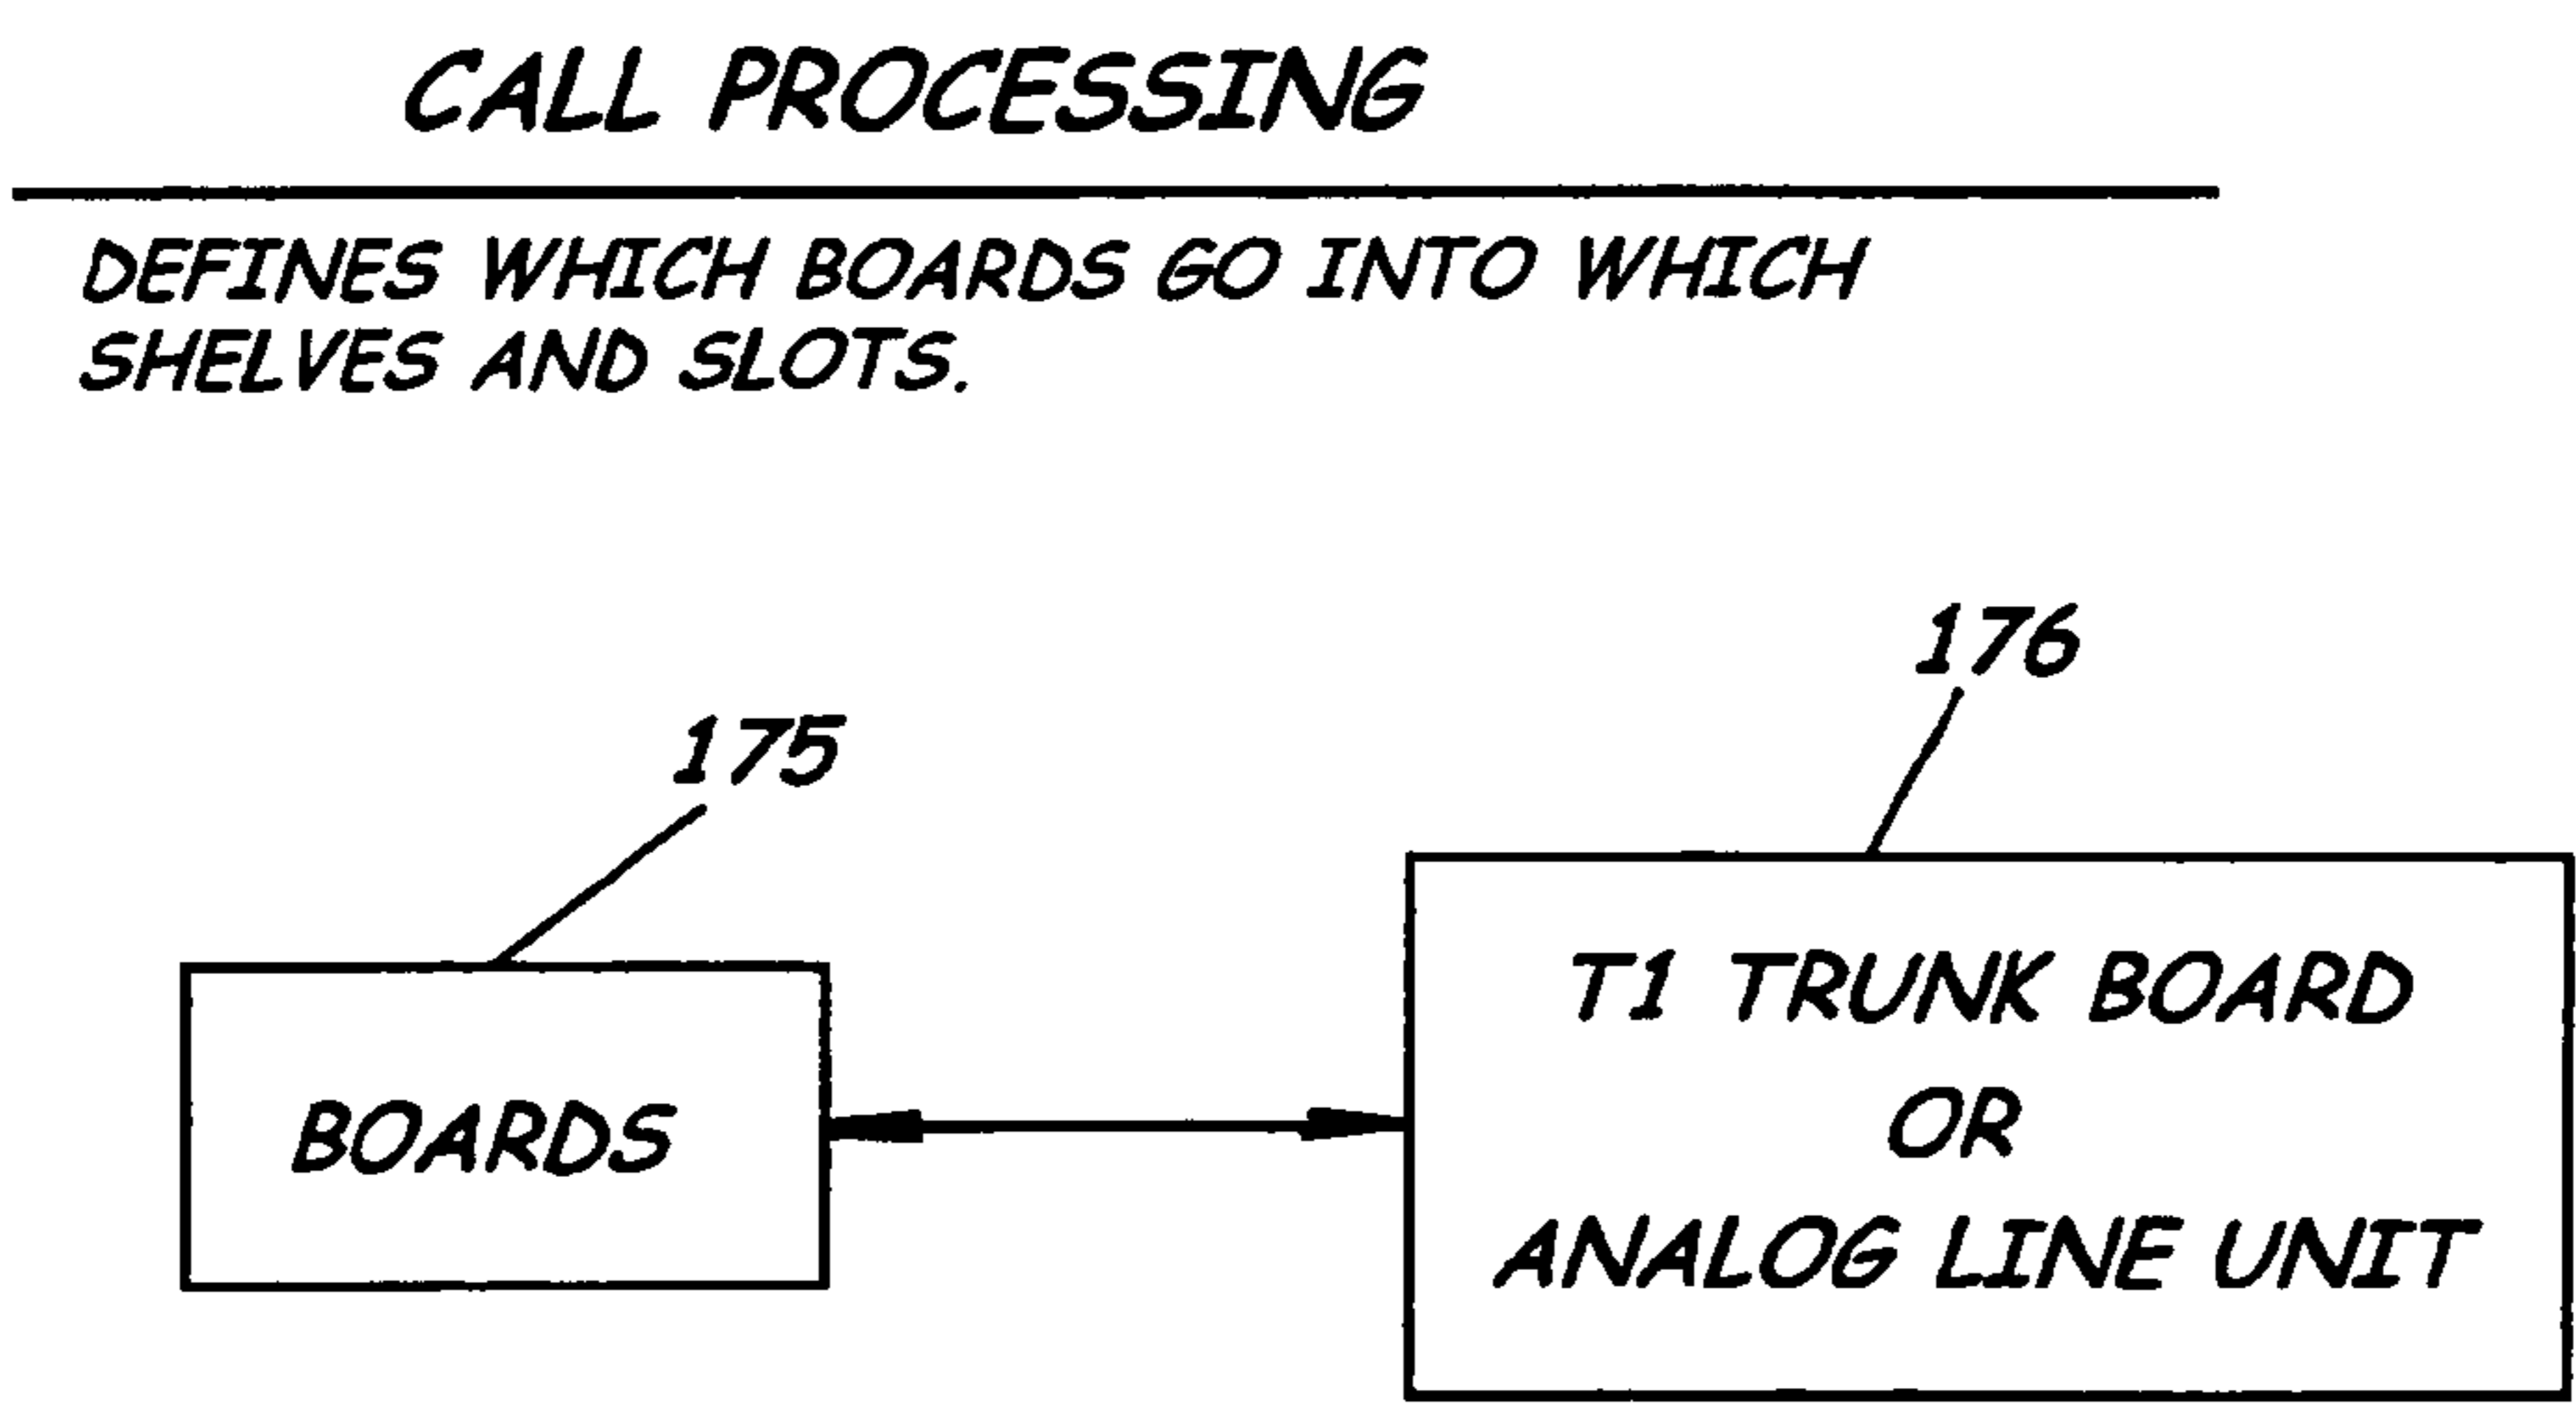 CALL PROCESSING
DEFINES WHICH BOARDS GO INTO WHICH
SHELVES AND SLOTS.
176
175
T1 TRUNK BOARD
OR
ANALOG LINE UNIT
BOARDS